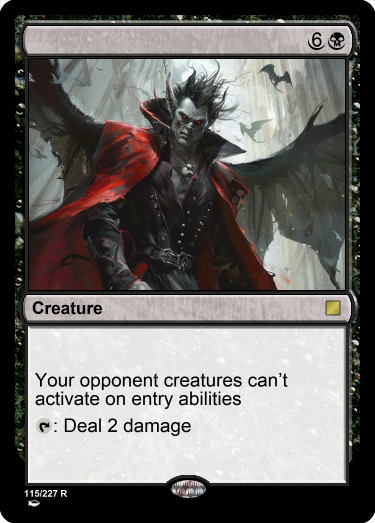 6
Creature
Your opponent creatures can't
activate on entry abilities
: Deal 2 damage
115/227 R